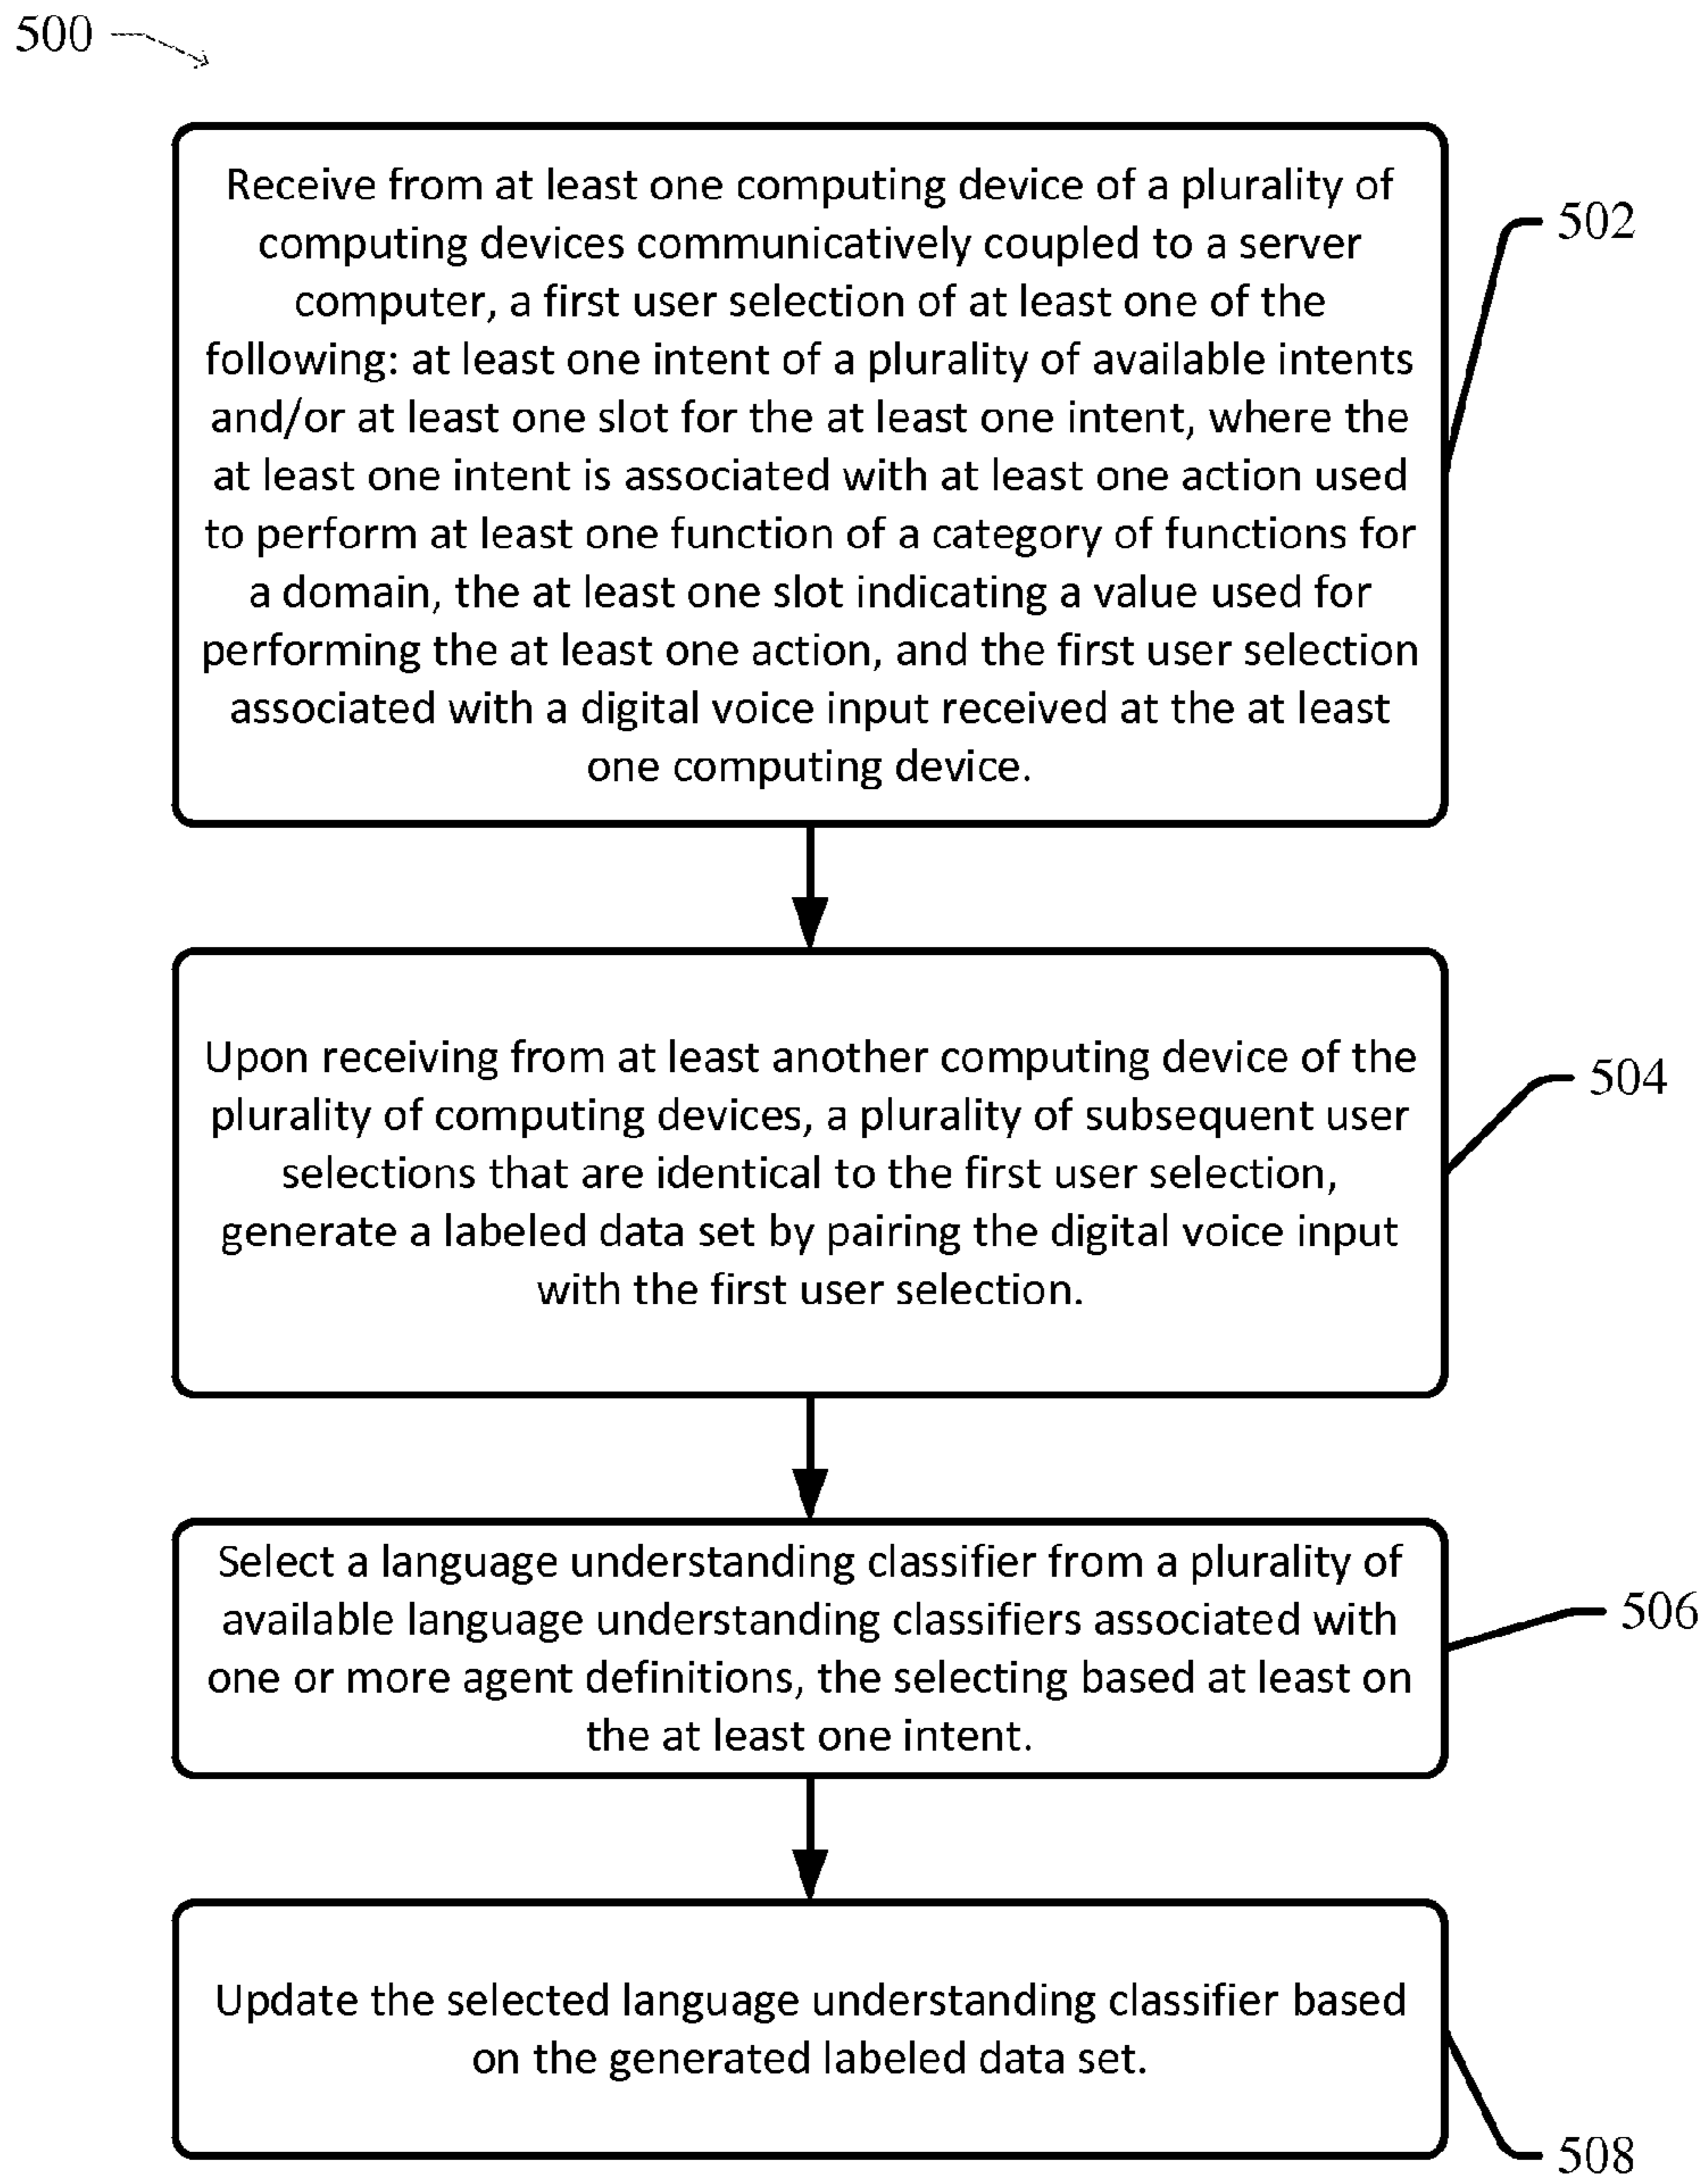 500
Receive from at least one computing device of a plurality of
computing devices communicatively coupled to a server
computer, a first user selection of at least one of the
following: at least one intent of a plurality of available intents
and/or at least one slot for the at least one intent, where the
at least one intent is associated with at least one action used
to perform at least one function of a category of functions for
a domain, the at least one slot indicating a value used for
performing the at least one action, and the first user selection
associated with a digital voice input received at the at least
one computing device.
502
Upon receiving from at least another computing device of the
plurality of computing devices, a plurality of subsequent user
selections that are identical to the first user selection,
generate a labeled data set by pairing the digital voice input
with the first user selection.
504
Select a language understanding classifier from a plurality of
available language understanding classifiers associated with
one or more agent definitions, the selecting based at least on
the at least one intent.
506
Update the selected language understanding classifier based
on the generated labeled data set.
508